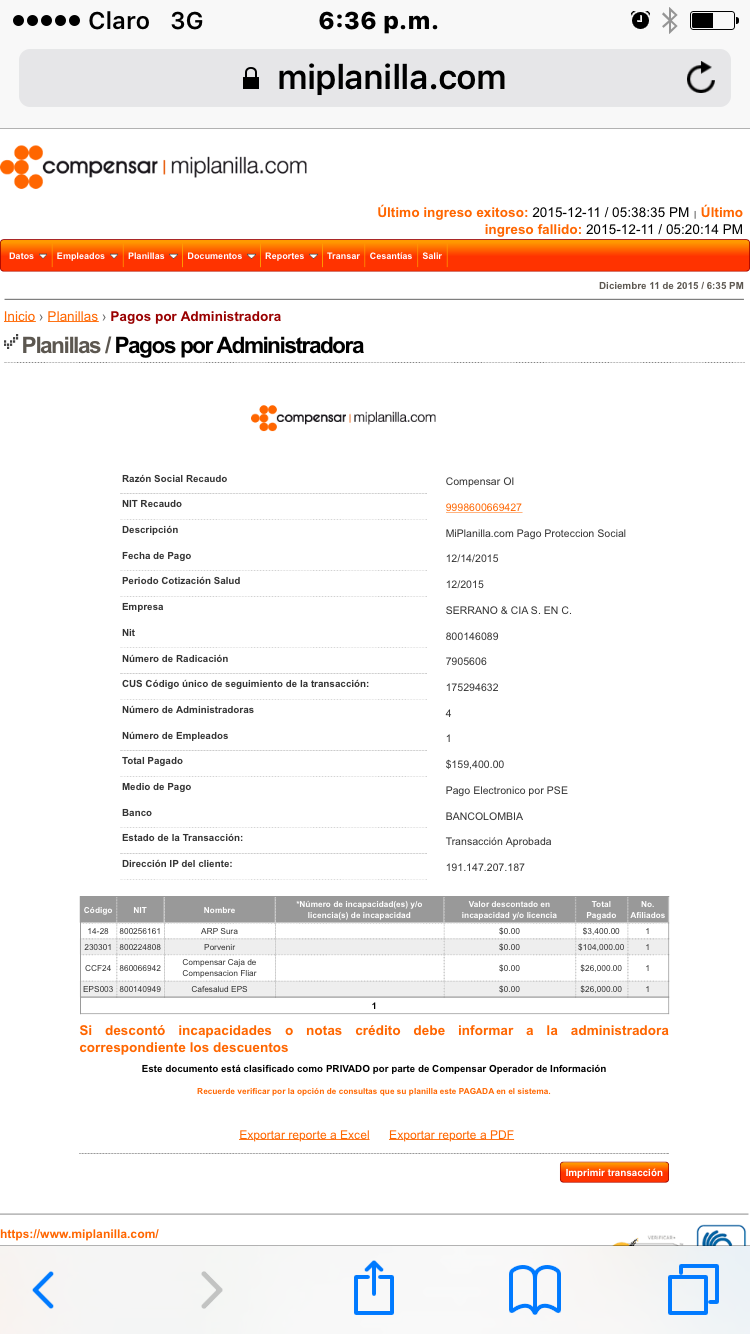 Claro 3G 6:36 p.m.
miplanilla.com
compensar | miplanilla.com
Último ingreso exitoso: 2015-12-11 / 05:38:35 PM | Último
ingreso fallido: 2015-12-11 / 05:20:14 PM
Datos Empleados Planillas Documentos Reportes Transar Cesantías Salir
Diciembre 11 de 2015 / 6:35 PM
Inicio › Planillas › Pagos por Administradora
Planillas / Pagos por Administradora
compensar | miplanilla.com
Razón Social Recaudo Compensar OI
NIT Recaudo 9998600669427
Descripción MiPlanilla.com Pago Proteccion Social
Fecha de Pago 12/14/2015
Periodo Cotización Salud 12/2015
Empresa SERRANO & CIA S. EN C.
Nit 800146089
Número de Radicación 7905606
CUS Código único de seguimiento de la transacción: 175294632
Número de Administradoras 4
Número de Empleados 1
Total Pagado $159,400.00
Medio de Pago Pago Electronico por PSE
Banco BANCOLOMBIA
Estado de la Transacción: Transacción Aprobada
Dirección IP del cliente: 191.147.207.187
Código NIT Nombre *Número de incapacidad(es) y/o licencia(s) de incapacidad Valor descontado en incapacidad y/o licencia Total Pagado No. Afiliados
14-28 800256161 ARP Sura $0.00 $3,400.00 1
230301 800224808 Porvenir $0.00 $104,000.00 1
CCF24 860066942 Compensar Caja de Compensacion Fliar $0.00 $26,000.00 1
EPS003 800140949 Cafesalud EPS $0.00 $26,000.00 1
1
Si descontó incapacidades o notas crédito debe informar a la administradora
correspondiente los descuentos
Este documento está clasificado como PRIVADO por parte de Compensar Operador de Información
Recuerde verificar por la opción de consultas que su planilla este PAGADA en el sistema.
Exportar reporte a Excel Exportar reporte a PDF
Imprimir transacción
https://www.miplanilla.com/